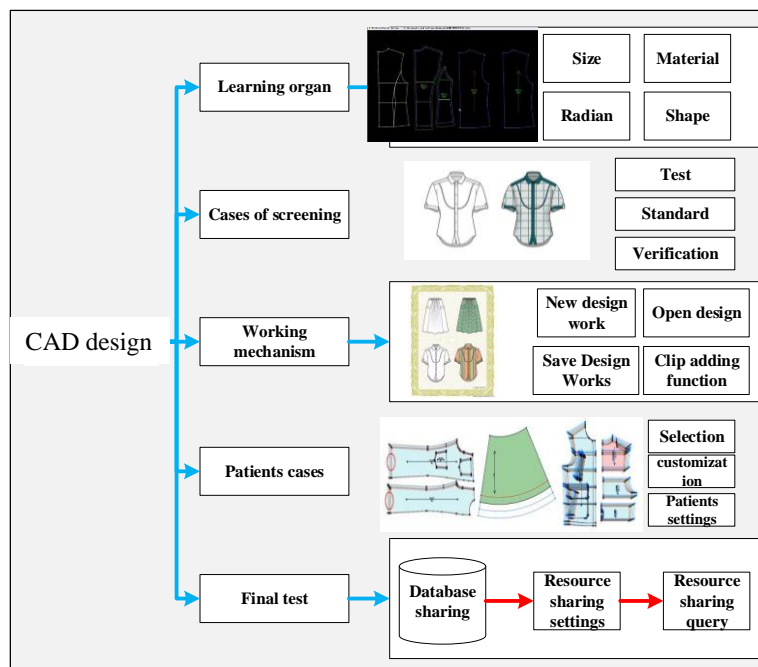 CAD design
Learning organ
Size
Material
Radian
Shape
Cases of screening
Test
Standard
Verification
Working
mechanism
New design
work
Open design
Save Design
Works
Clip adding
function
Patients cases
Selection
customizat
ion
Patients settings
Final test
Database
sharing
Resource
sharing
settings
Resource
sharing
query